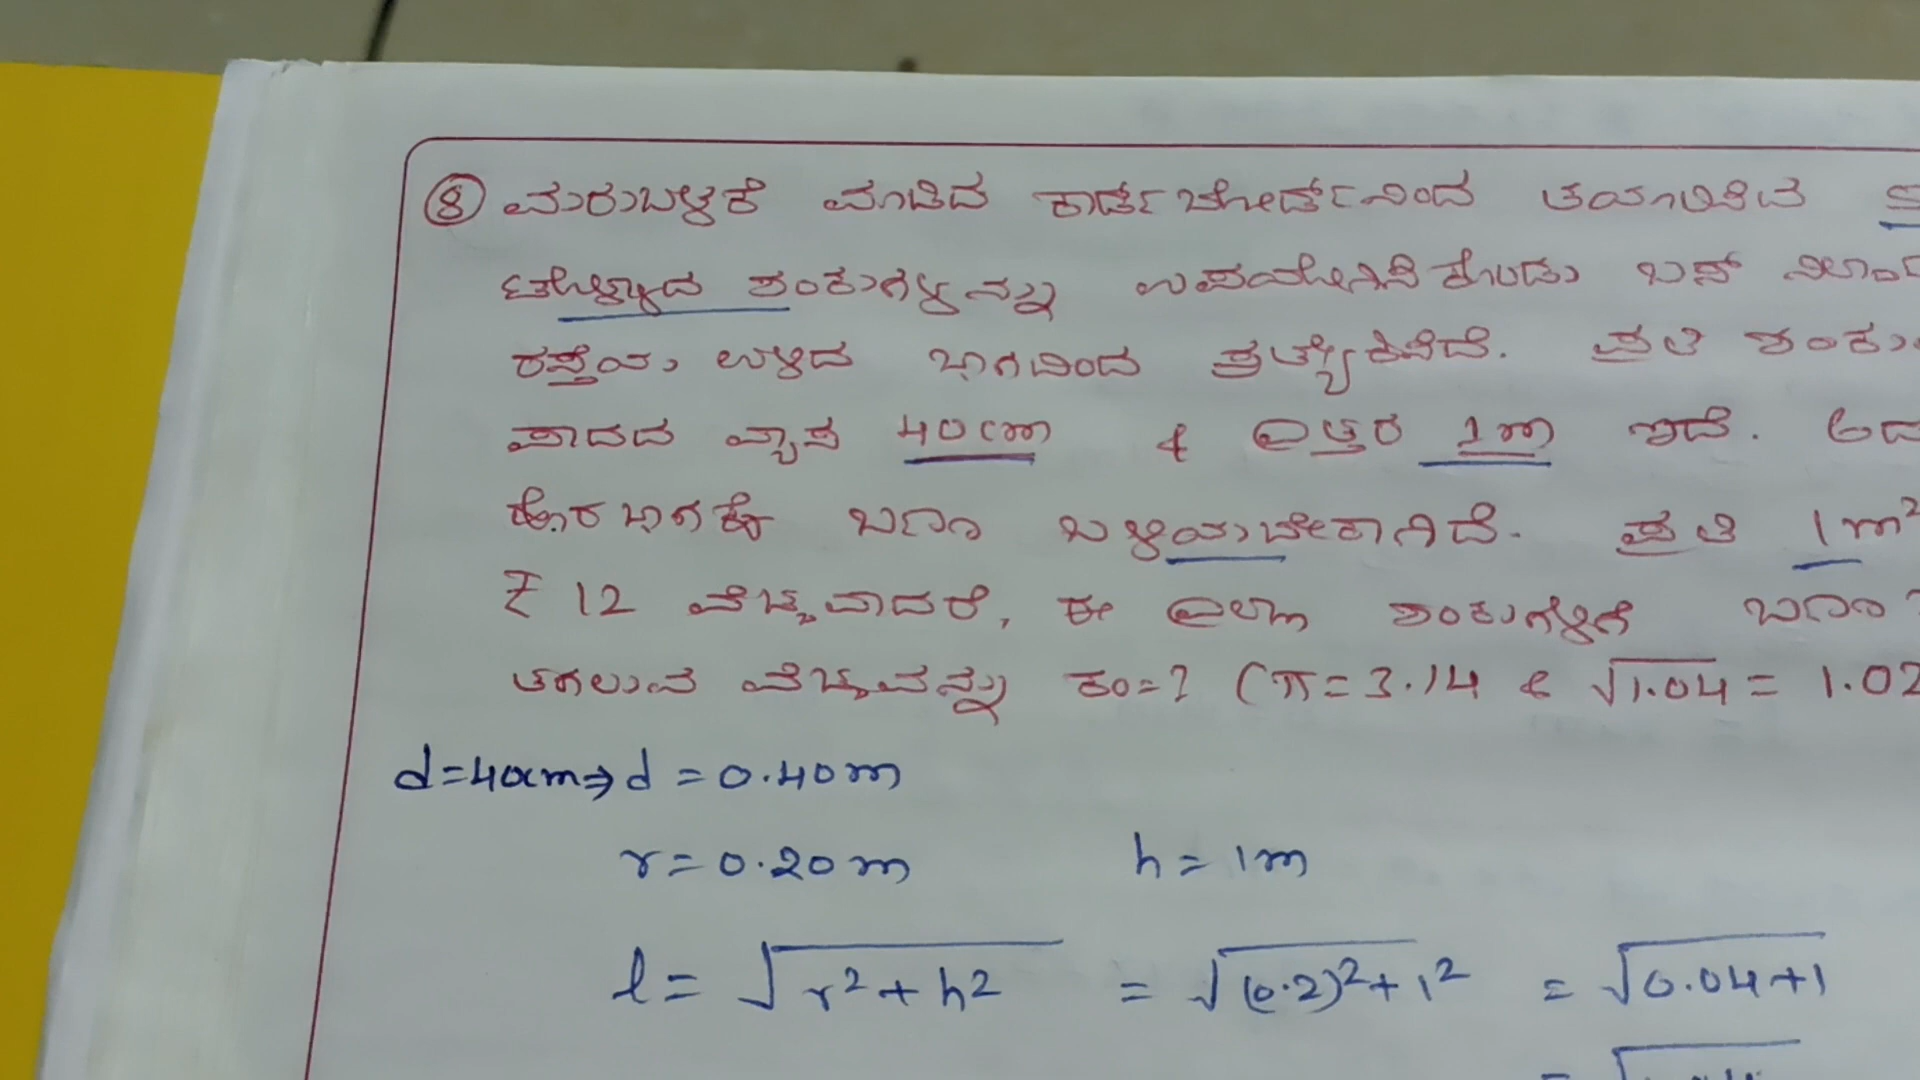 ⑧ ಮರುಬಳಕೆ ಮಾಡಿದ ಕಾರ್ಡ್ ಬೋರ್ಡ್ ನಿಂದ ತಯಾರಿಸಿದ
ಟೊಳ್ಳಾದ ಶಂಕುಗಳನ್ನು ಉಪಯೋಗಿಸಿಕೊಂಡು ಬಸ್
ರಸ್ತೆಯ ಉಳಿದ ಭಾಗದಿಂದ ಪ್ರತ್ಯೇಕಿಸಿದೆ. ಪ್ರತಿ ಶಂಕು
ಪಾದದ ವ್ಯಾಸ 40cm & ಎತ್ತರ 1m ಇದೆ.
ಹೊರಭಾಗಕ್ಕೆ ಬಣ್ಣ ಬಳಿಯಬೇಕಾಗಿದೆ. ಪ್ರತಿ 1m²
₹ 12 ವೆಚ್ಚವಾದರೆ, ಈ ಎಲ್ಲಾ ಶಂಕುಗಳಿಗೆ ಬಣ್ಣ
ತಗಲುವ ವೆಚ್ಚವನ್ನು ಕಂ=? (π=3.14 & √1.04 = 1.02
d=40cm⇒d = 0.40m
r=0.20m h=1m
l= √r²+h² = √(0.2)²+1² = √0.04+1